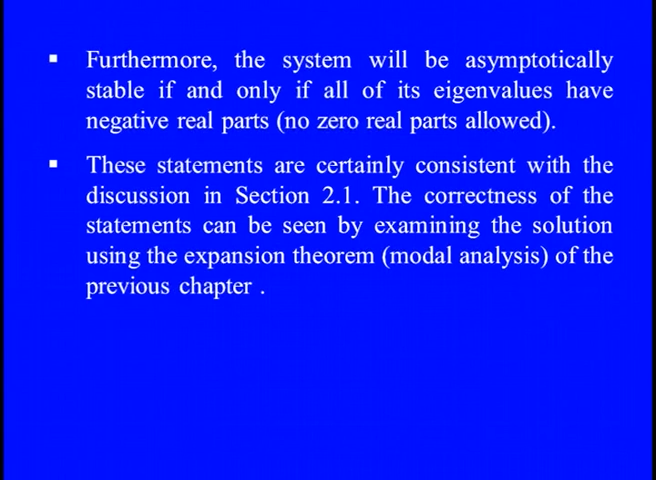 ▪ Furthermore, the system will be asymptotically
stable if and only if all of its eigenvalues have
negative real parts (no zero real parts allowed).
▪ These statements are certainly consistent with the
discussion in Section 2.1. The correctness of the
statements can be seen by examining the solution
using the expansion theorem (modal analysis) of the
previous chapter .